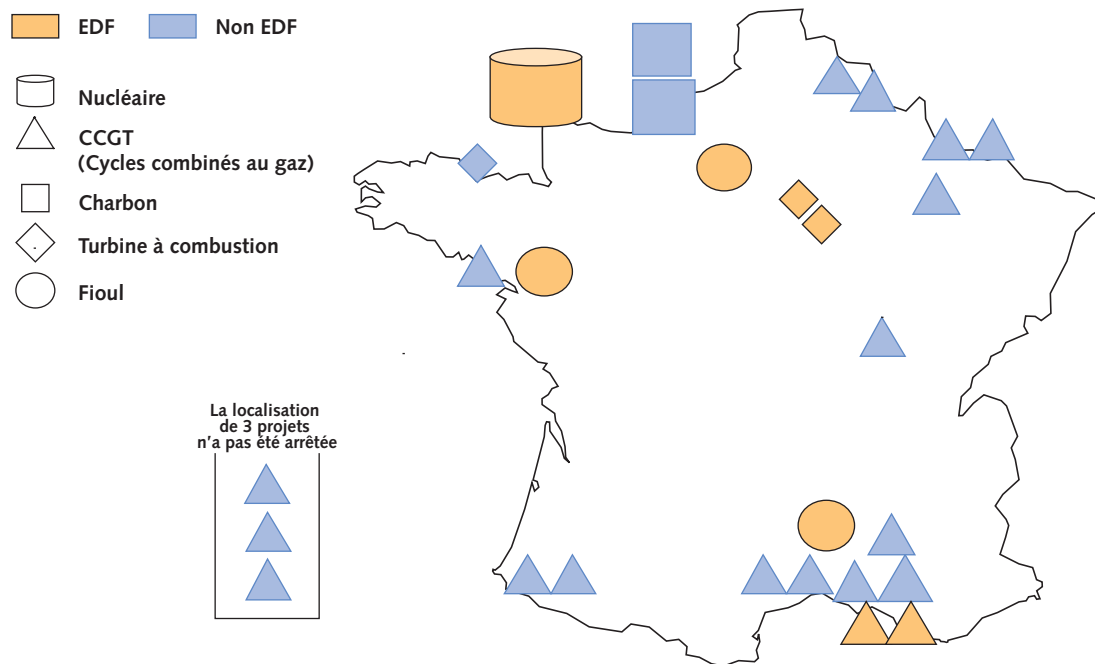 EDF
Non EDF
Nucléaire
CCGT
(Cycles combinés au gaz)
Charbon
Turbine à combustion
Fioul
La localisation
de 3 projets
n'a pas été arrêtée